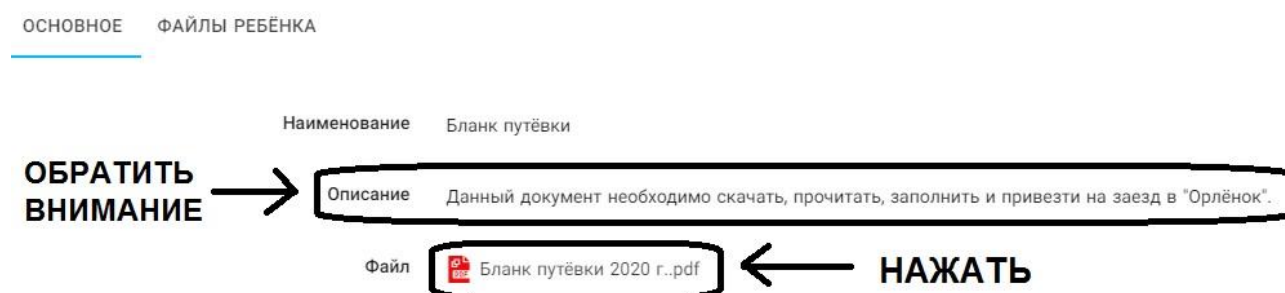 ОСНОВНОЕ ФАЙЛЫ РЕБЁНКА
Наименование Бланк путёвки
ОБРАТИТЬ
ВНИМАНИЕ
Описание Данный документ необходимо скачать, прочитать, заполнить и привезти на заезд в "Орлёнок".
Файл Бланк путёвки 2020 г..pdf НАЖАТЬ